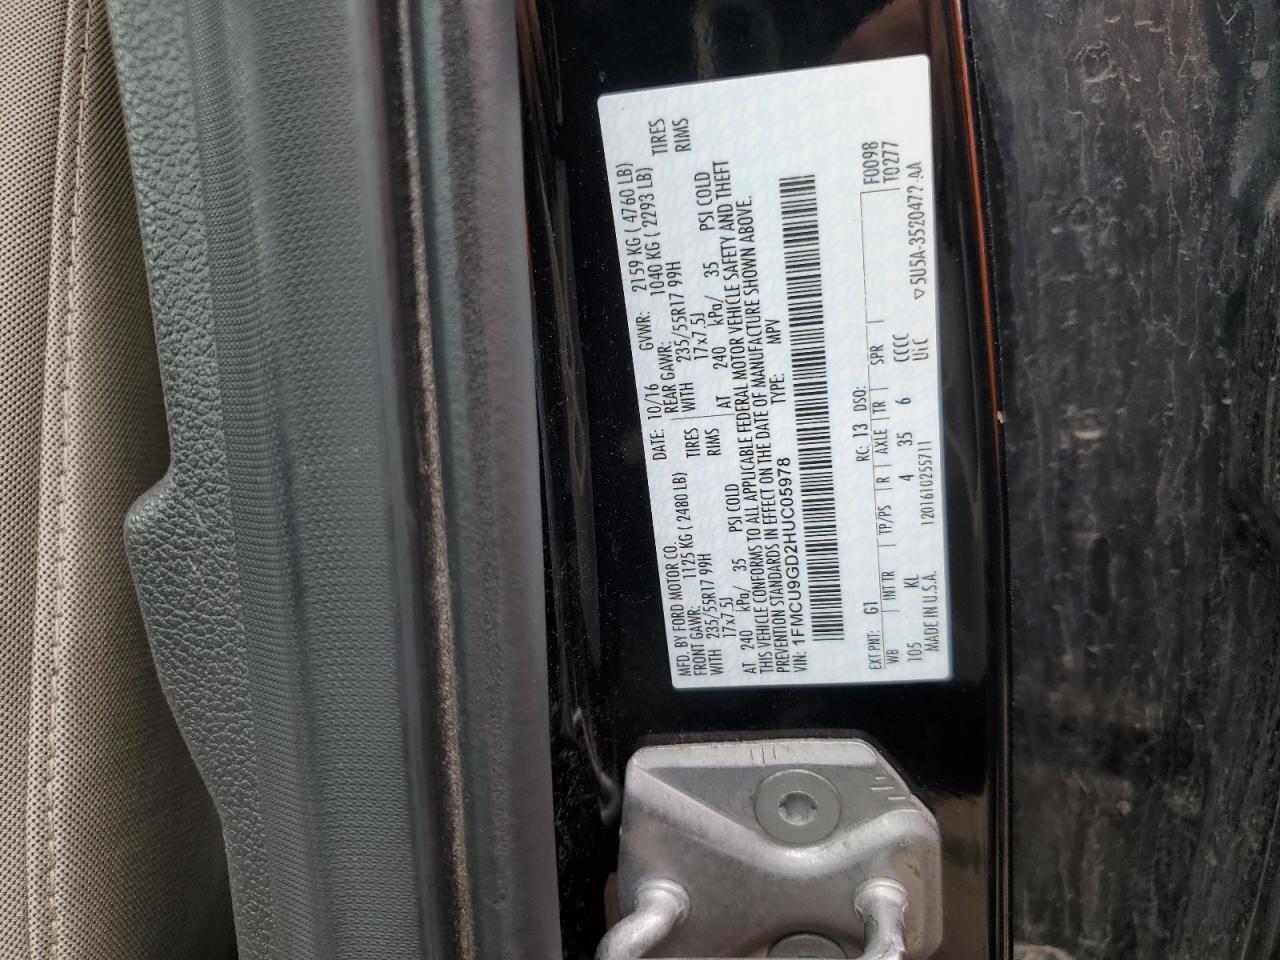 MFD. BY FORD MOTOR CO. DATE: 10/16 GVWR: 2159 KG ( 4760 LB)
FRONT GAWR: 1125 KG ( 2480 LB) REAR GAWR: 1040 KG ( 2293 LB)
WITH 235/55R17 99H TIRES WITH 235/55R17 99H TIRES
17x7.5J RIMS 17x7.5J RIMS
AT 240 kPa/ 35 PSI COLD AT 240 kPa/ 35 PSI COLD
THIS VEHICLE CONFORMS TO ALL APPLICABLE FEDERAL MOTOR VEHICLE SAFETY AND THEFT
PREVENTION STANDARDS IN EFFECT ON THE DATE OF MANUFACTURE SHOWN ABOVE.
VIN: 1FMCU9GD2HUC05978 TYPE: MPV
F0098
EXT PNT: G1 RC: 13 DSO: T0277
WB INT TR TP/PS R AXLE TR SPR
105 KL 4 35 6 CCCC
MADE IN U.S.A. 120161025571 1 UIC ▽5U5A-3520472-AA